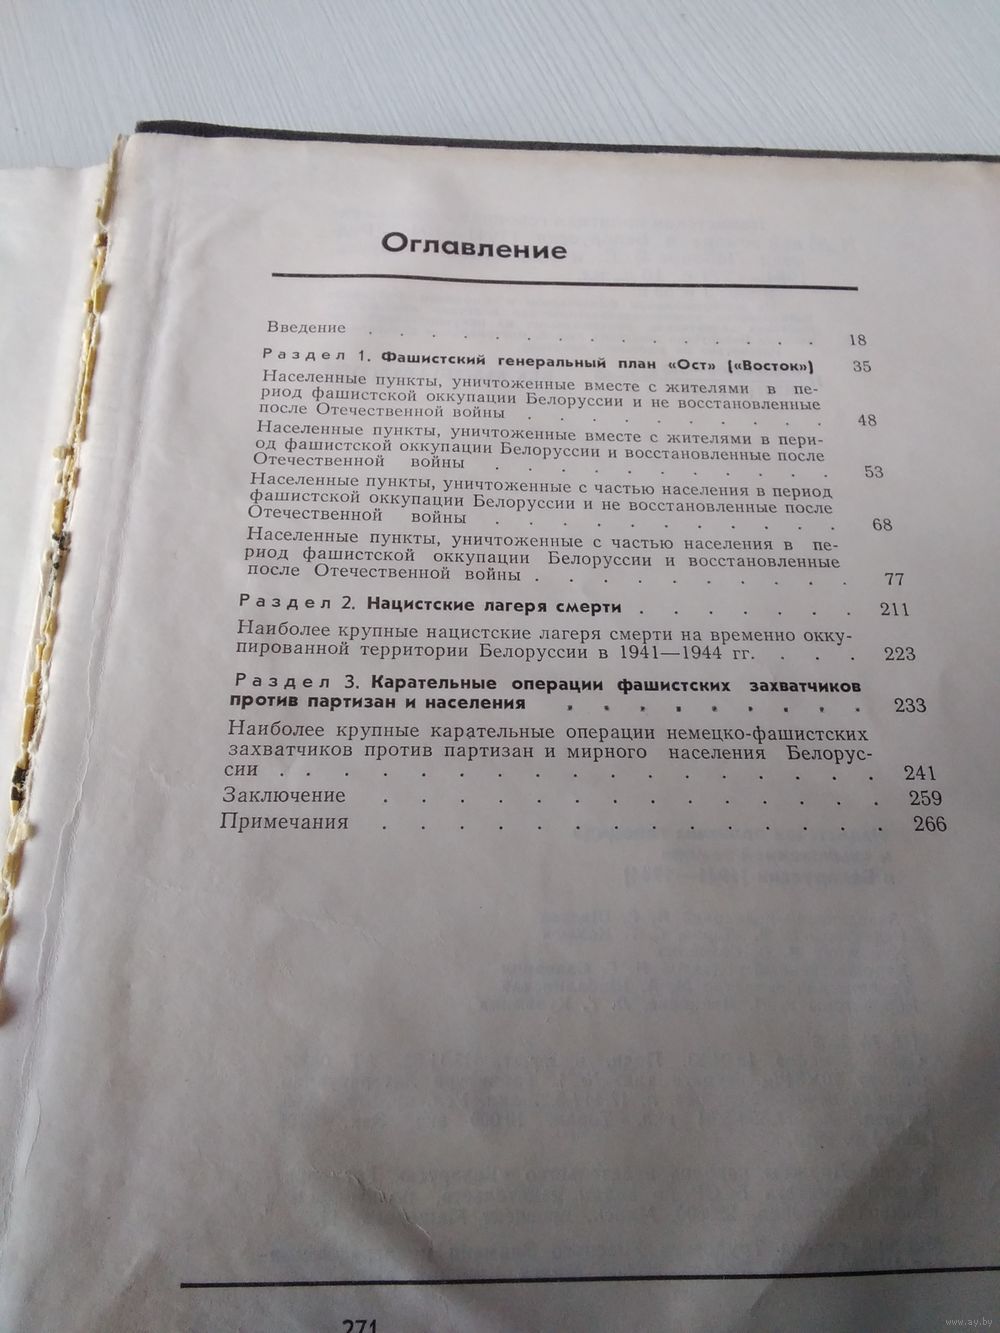 Оглавление
Введение . . . . . . . . . . . . . . . 18
Раздел 1. Фашистский генеральный план «Ост» («Восток») 35
Населенные пункты, уничтоженные вместе с жителями в пе-
риод фашистской оккупации Белоруссии и не восстановленные
после Отечественной войны . . . . . . . . . 48
Населенные пункты, уничтоженные вместе с жителями в пери-
од фашистской оккупации Белоруссии и восстановленные после
Отечественной войны . . . . . . . . . . 53
Населенные пункты, уничтоженные с частью населения в период
фашистской оккупации Белоруссии и не восстановленные после
Отечественной войны . . . . . . . . . . 68
Населенные пункты, уничтоженные с частью населения в пе-
риод фашистской оккупации Белоруссии и восстановленные
после Отечественной войны . . . . . . . . . 77
Раздел 2. Нацистские лагеря смерти . . . . . . . 211
Наиболее крупные нацистские лагеря смерти на временно окку-
пированной территории Белоруссии в 1941—1944 гг. . . . 223
Раздел 3. Карательные операции фашистских захватчиков
против партизан и населения . . . . . . . . . 233
Наиболее крупные карательные операции немецко-фашистских
захватчиков против партизан и мирного населения Белорус-
сии . . . . . . . . . . . . . . . . 241
Заключение . . . . . . . . . . . . . 259
Примечания . . . . . . . . . . . . . 266
271
www.ay.by